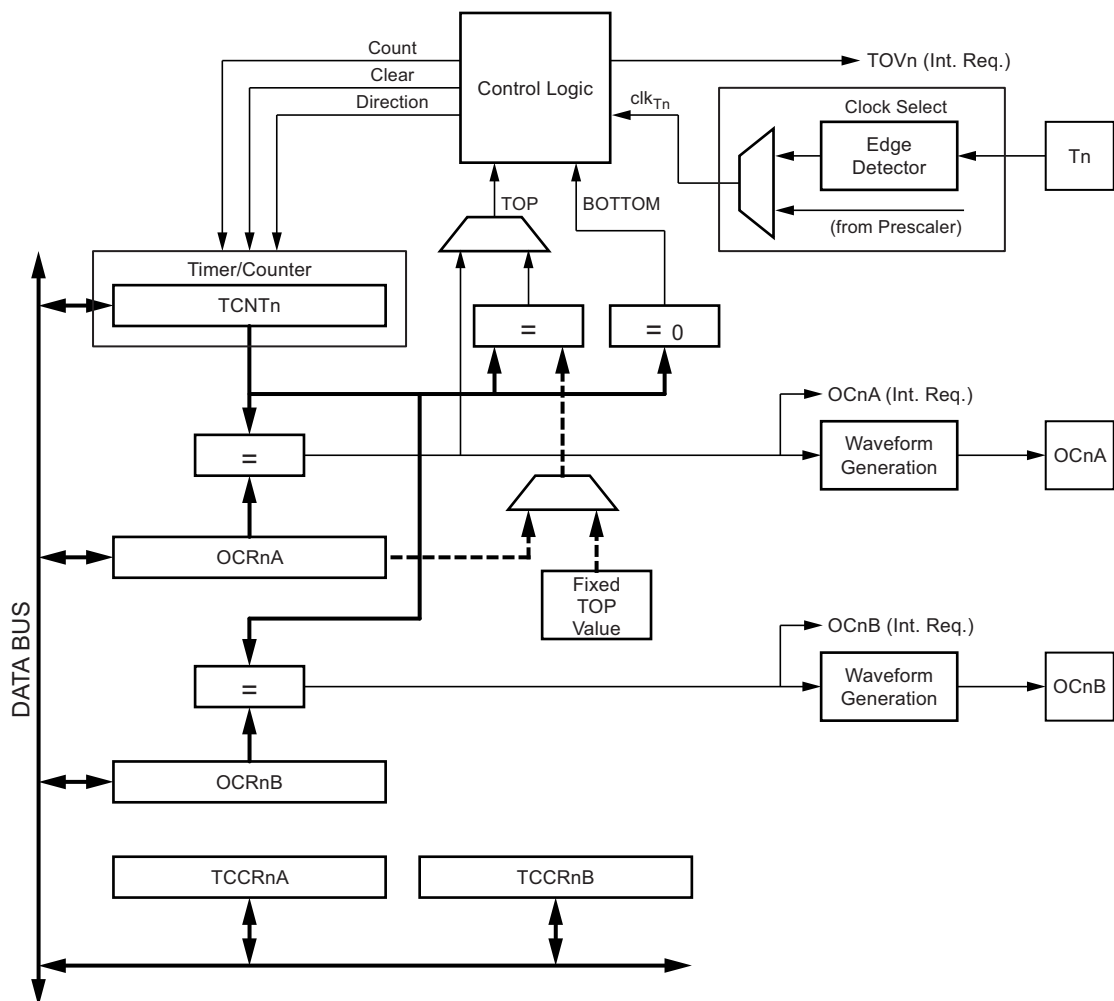 Count
Clear
Direction
Control Logic
TOVn (Int. Req.)
clkTn
Clock Select
Edge
Detector
Tn
(from Prescaler)
TOP
BOTTOM
Timer/Counter
TCNTn
=
= 0
OCnA (Int. Req.)
=
Waveform
Generation
OCnA
OCRnA
Fixed
TOP
Value
DATA BUS
OCnB (Int. Req.)
=
Waveform
Generation
OCnB
OCRnB
TCCRnA
TCCRnB